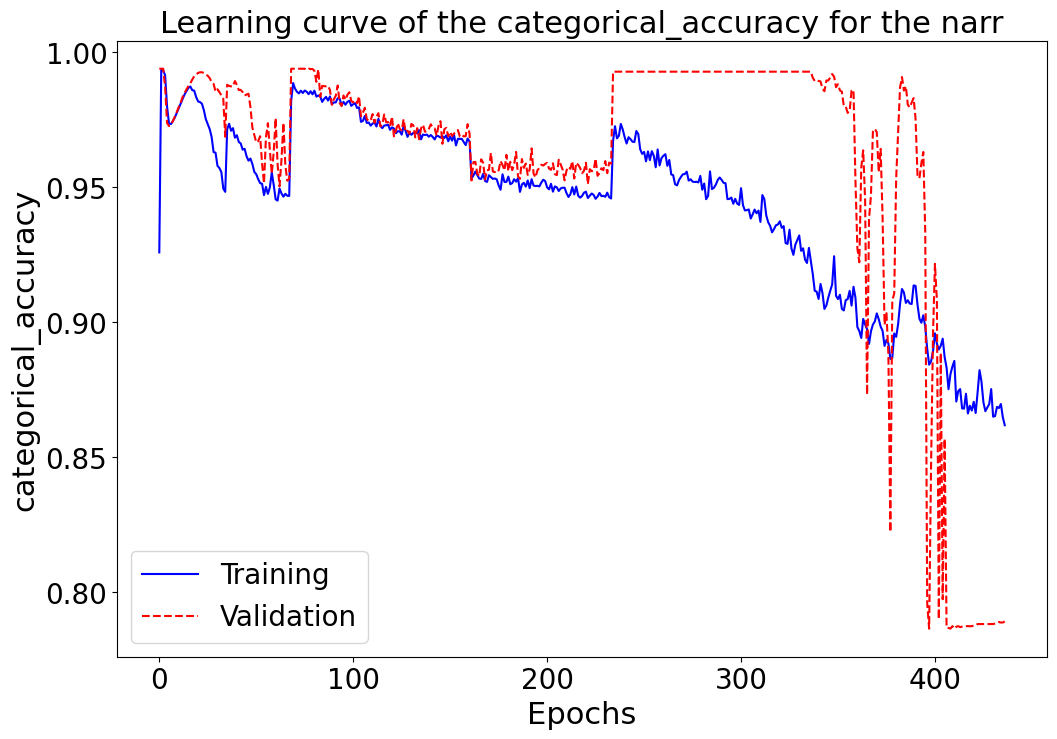 Learning curve of the categorical_accuracy for the narr
1.00
0.95
0.90
0.85
0.80
categorical_accuracy
Training
Validation
0
100
200
300
400
Epochs